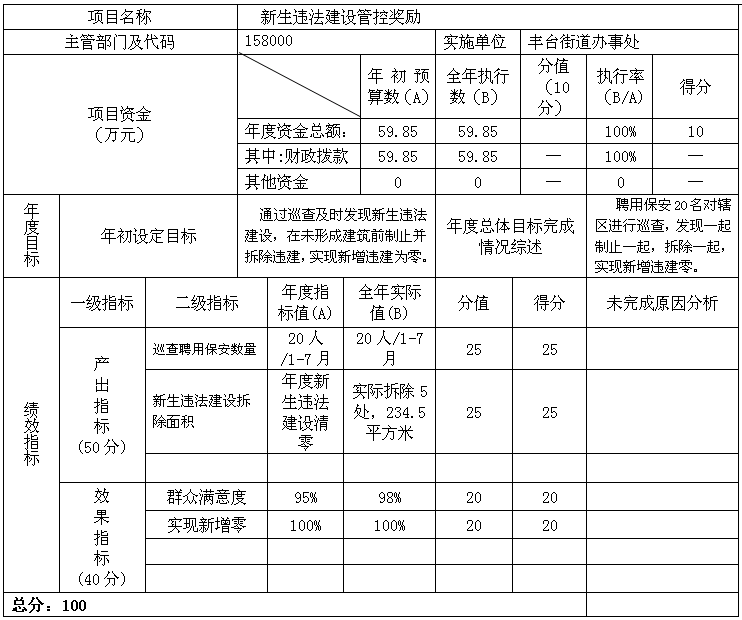 项目名称 新生违法建设管控奖励
主管部门及代码 158000 实施单位 丰台街道办事处
项目资金
（万元）
年 初 预
算数（A）
全年执行
数（B）
分值
（10
分）
执行率
（B/A）
得分
年度资金总额： 59.85 59.85 100% 10
其中:财政拨款 59.85 59.85 — 100% —
其他资金 0 0 — 0 —
年度目标
年初设定目标
通过巡查及时发现新生违法
建设，在未形成建筑前制止并
拆除违建，实现新增违建为零。
年度总体目标完成
情况综述
聘用保安20名对辖
区进行巡查，发现一起
制止一起，拆除一起，
实现新增违建零。
绩效指标
一级指标 二级指标
年度指
标值(A)
全年实际
值(B)
分值 得分 未完成原因分析
产
出
指
标
(50分)
巡查聘用保安数量
20人
/1-7月
20人/1-7
月
25 25
新生违法建设拆
除面积
年度新
生违法
建设清
零
实际拆除5
处，234.5
平方米
25 25
效
果
指
标
(40分)
群众满意度 95% 98% 20 20
实现新增零 100% 100% 20 20
总分：100